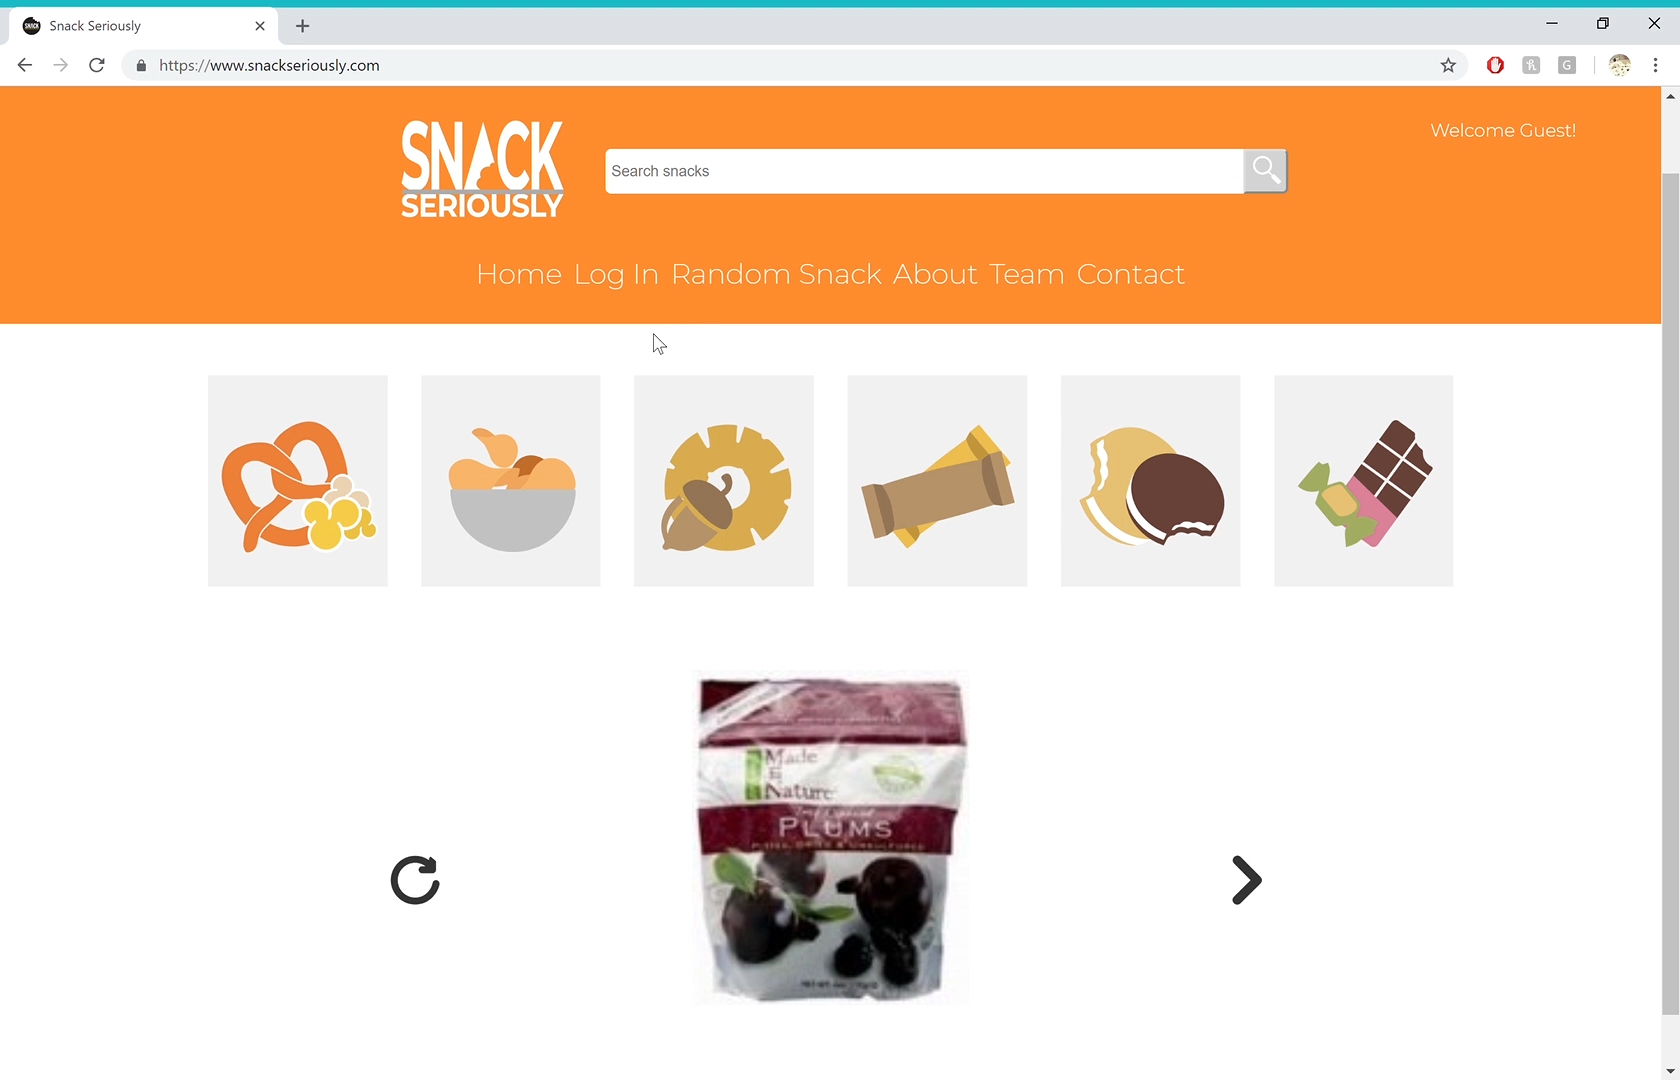 Snack Seriously
https://www.snackseriously.com
Welcome Guest!
SNACK
SERIOUSLY
Search snacks
Home Log In Random Snack About Team Contact
Made
in
Nature
PLUMS